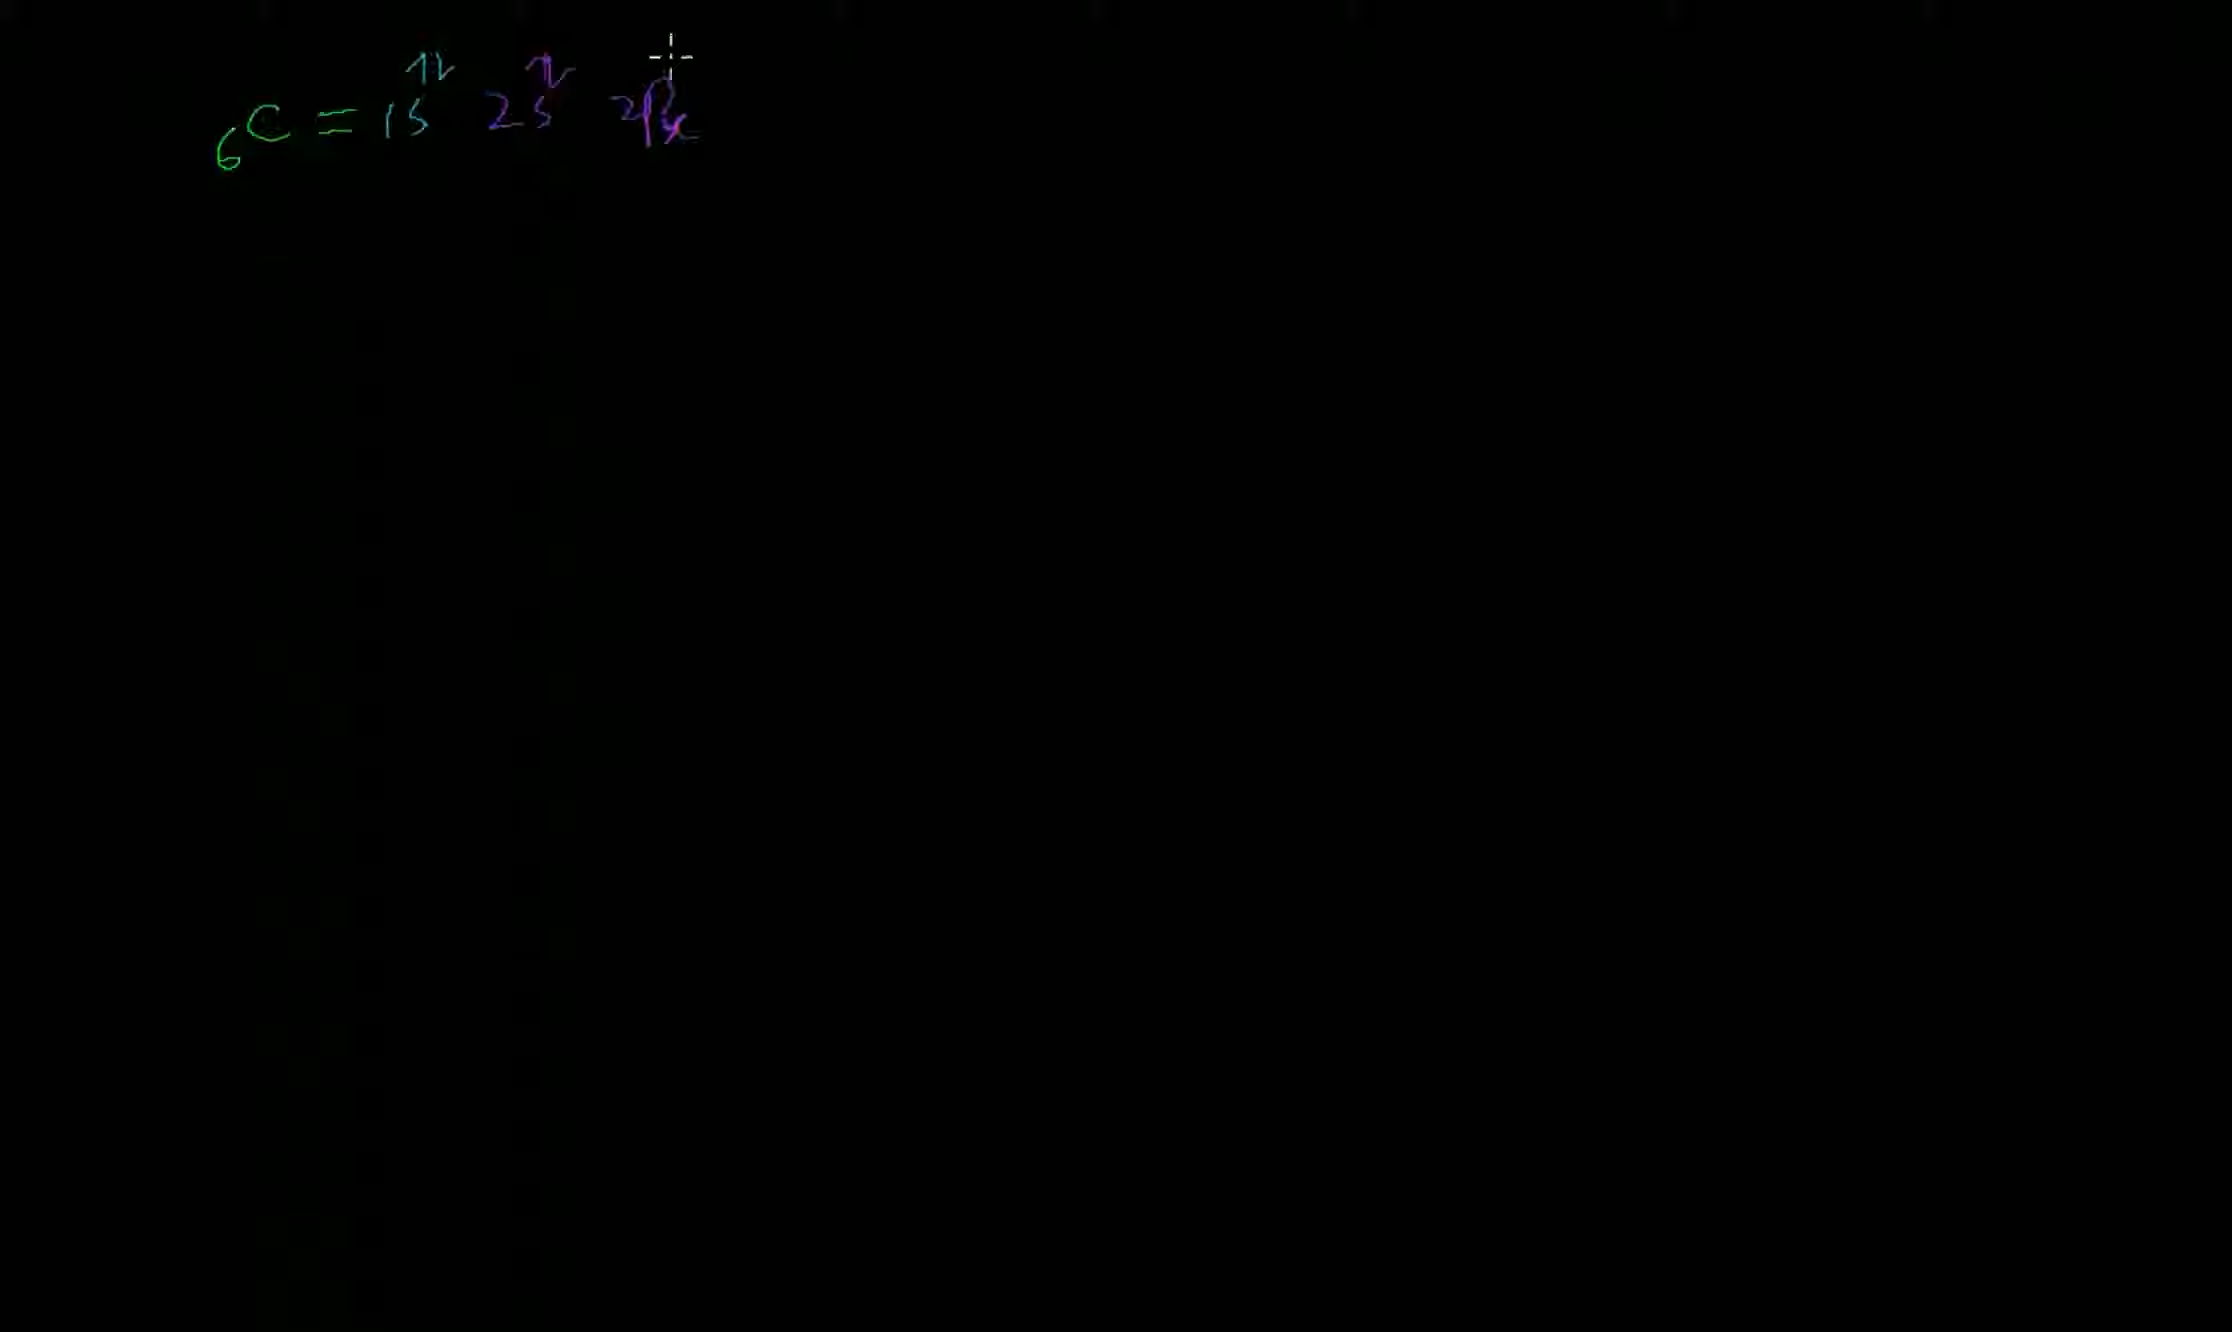 ₆C = 1s^↑↓ 2s^↑↓ 2pₓ